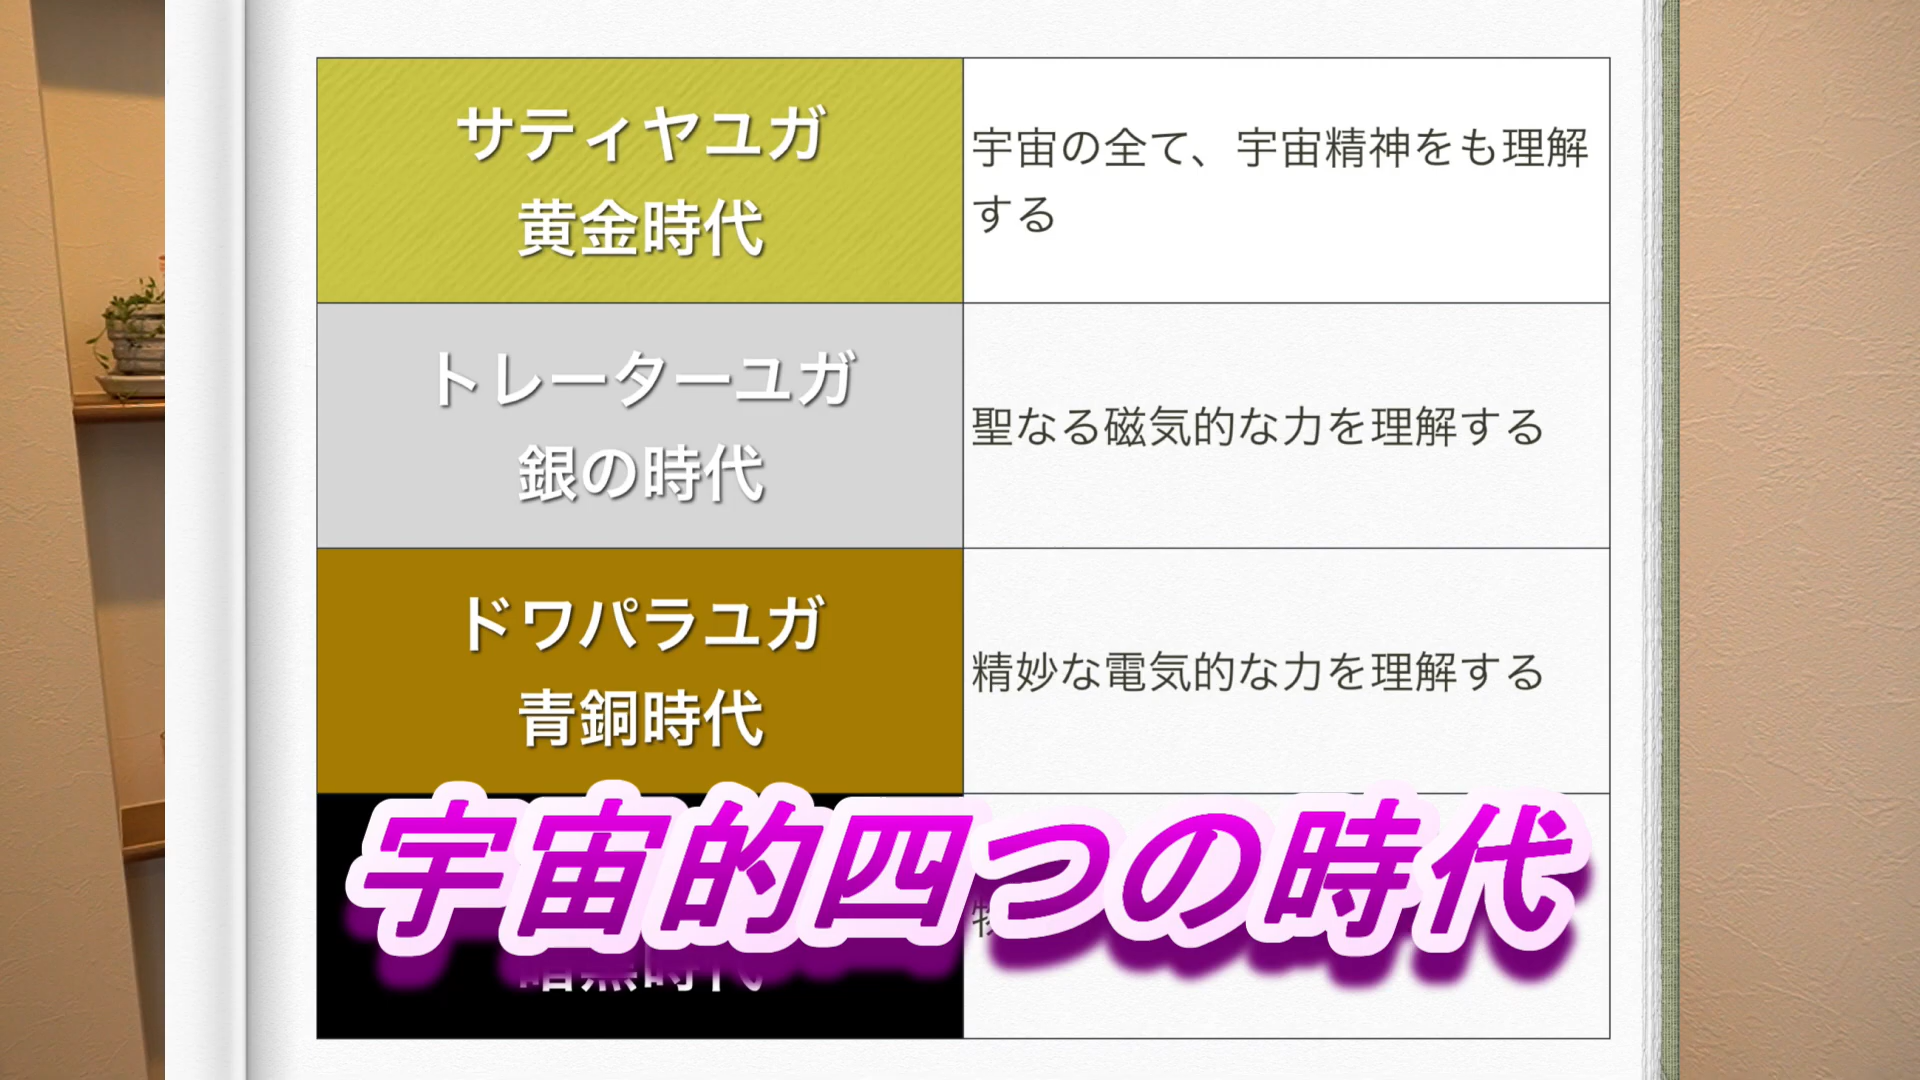 サティヤユガ
黄金時代
宇宙の全て、宇宙精神をも理解
する
トレーターユガ
銀の時代
聖なる磁気的な力を理解する
ドワパラユガ
青銅時代
精妙な電気的な力を理解する
宇宙的四つの時代
暗黒時代